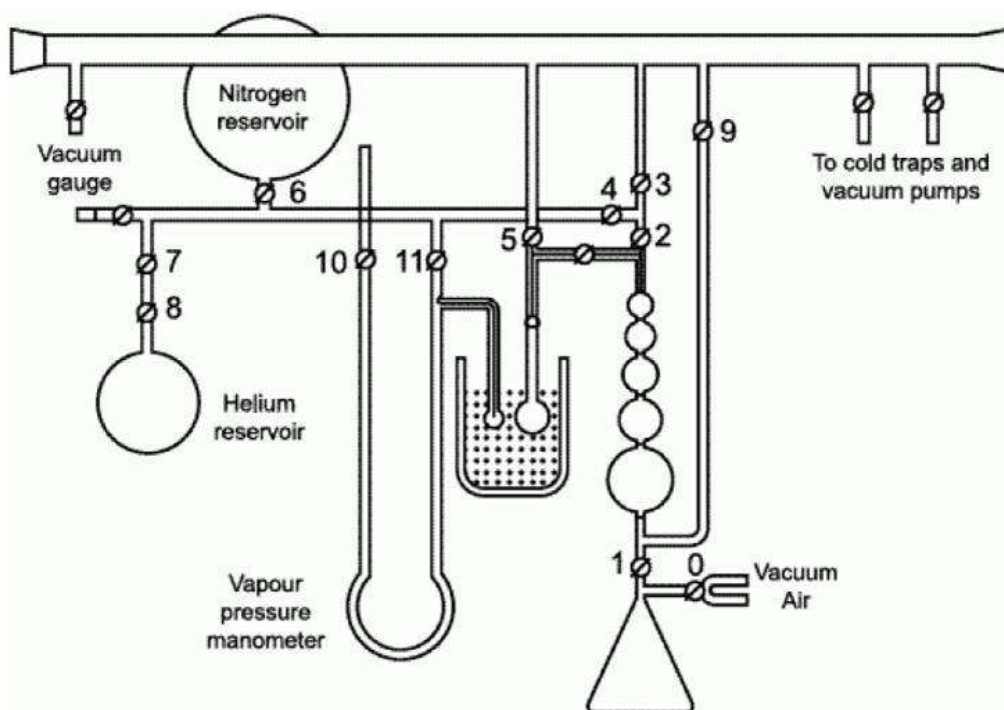 Nitrogen
reservoir
Vacuum
gauge
9
To cold traps and
vacuum pumps
6
4
3
5
2
7
10
11
8
Helium
reservoir
1
0
Vacuum
Air
Vapour
pressure
manometer